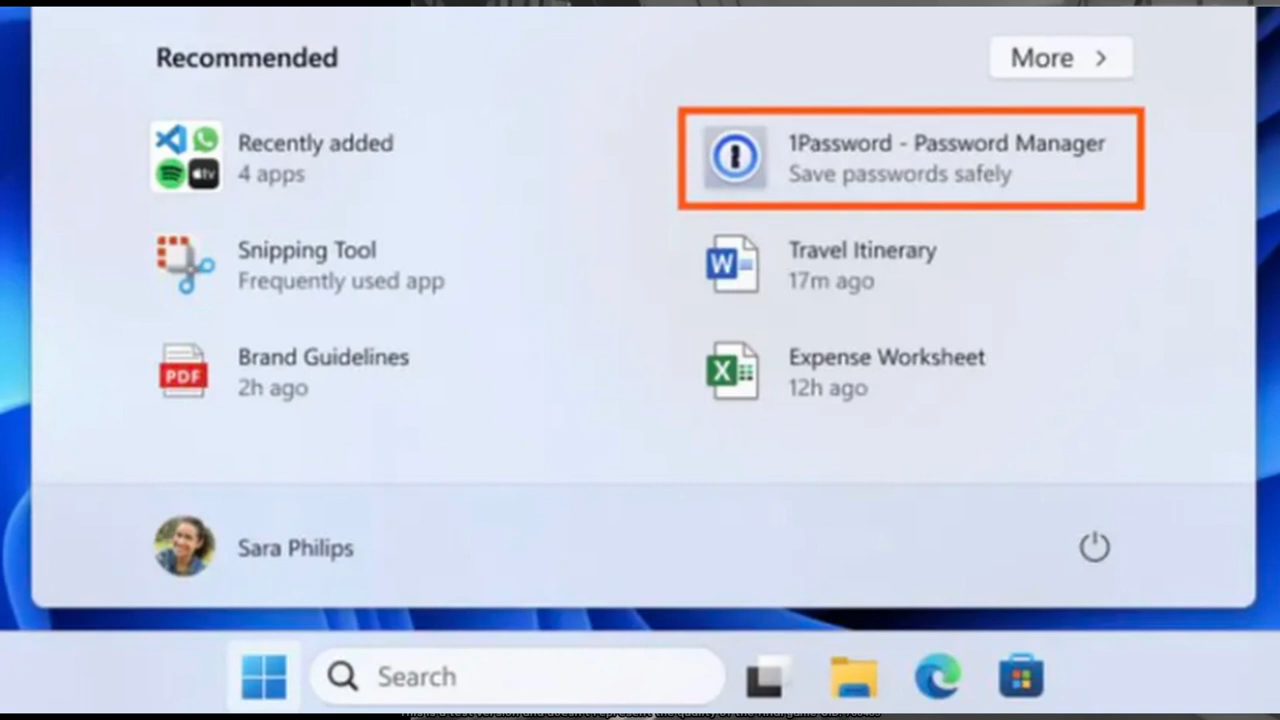 Recommended
More
Recently added
4 apps
1Password - Password Manager
Save passwords safely
Snipping Tool
Frequently used app
Travel Itinerary
17m ago
PDF
Brand Guidelines
2h ago
Expense Worksheet
12h ago
Sara Philips
Search